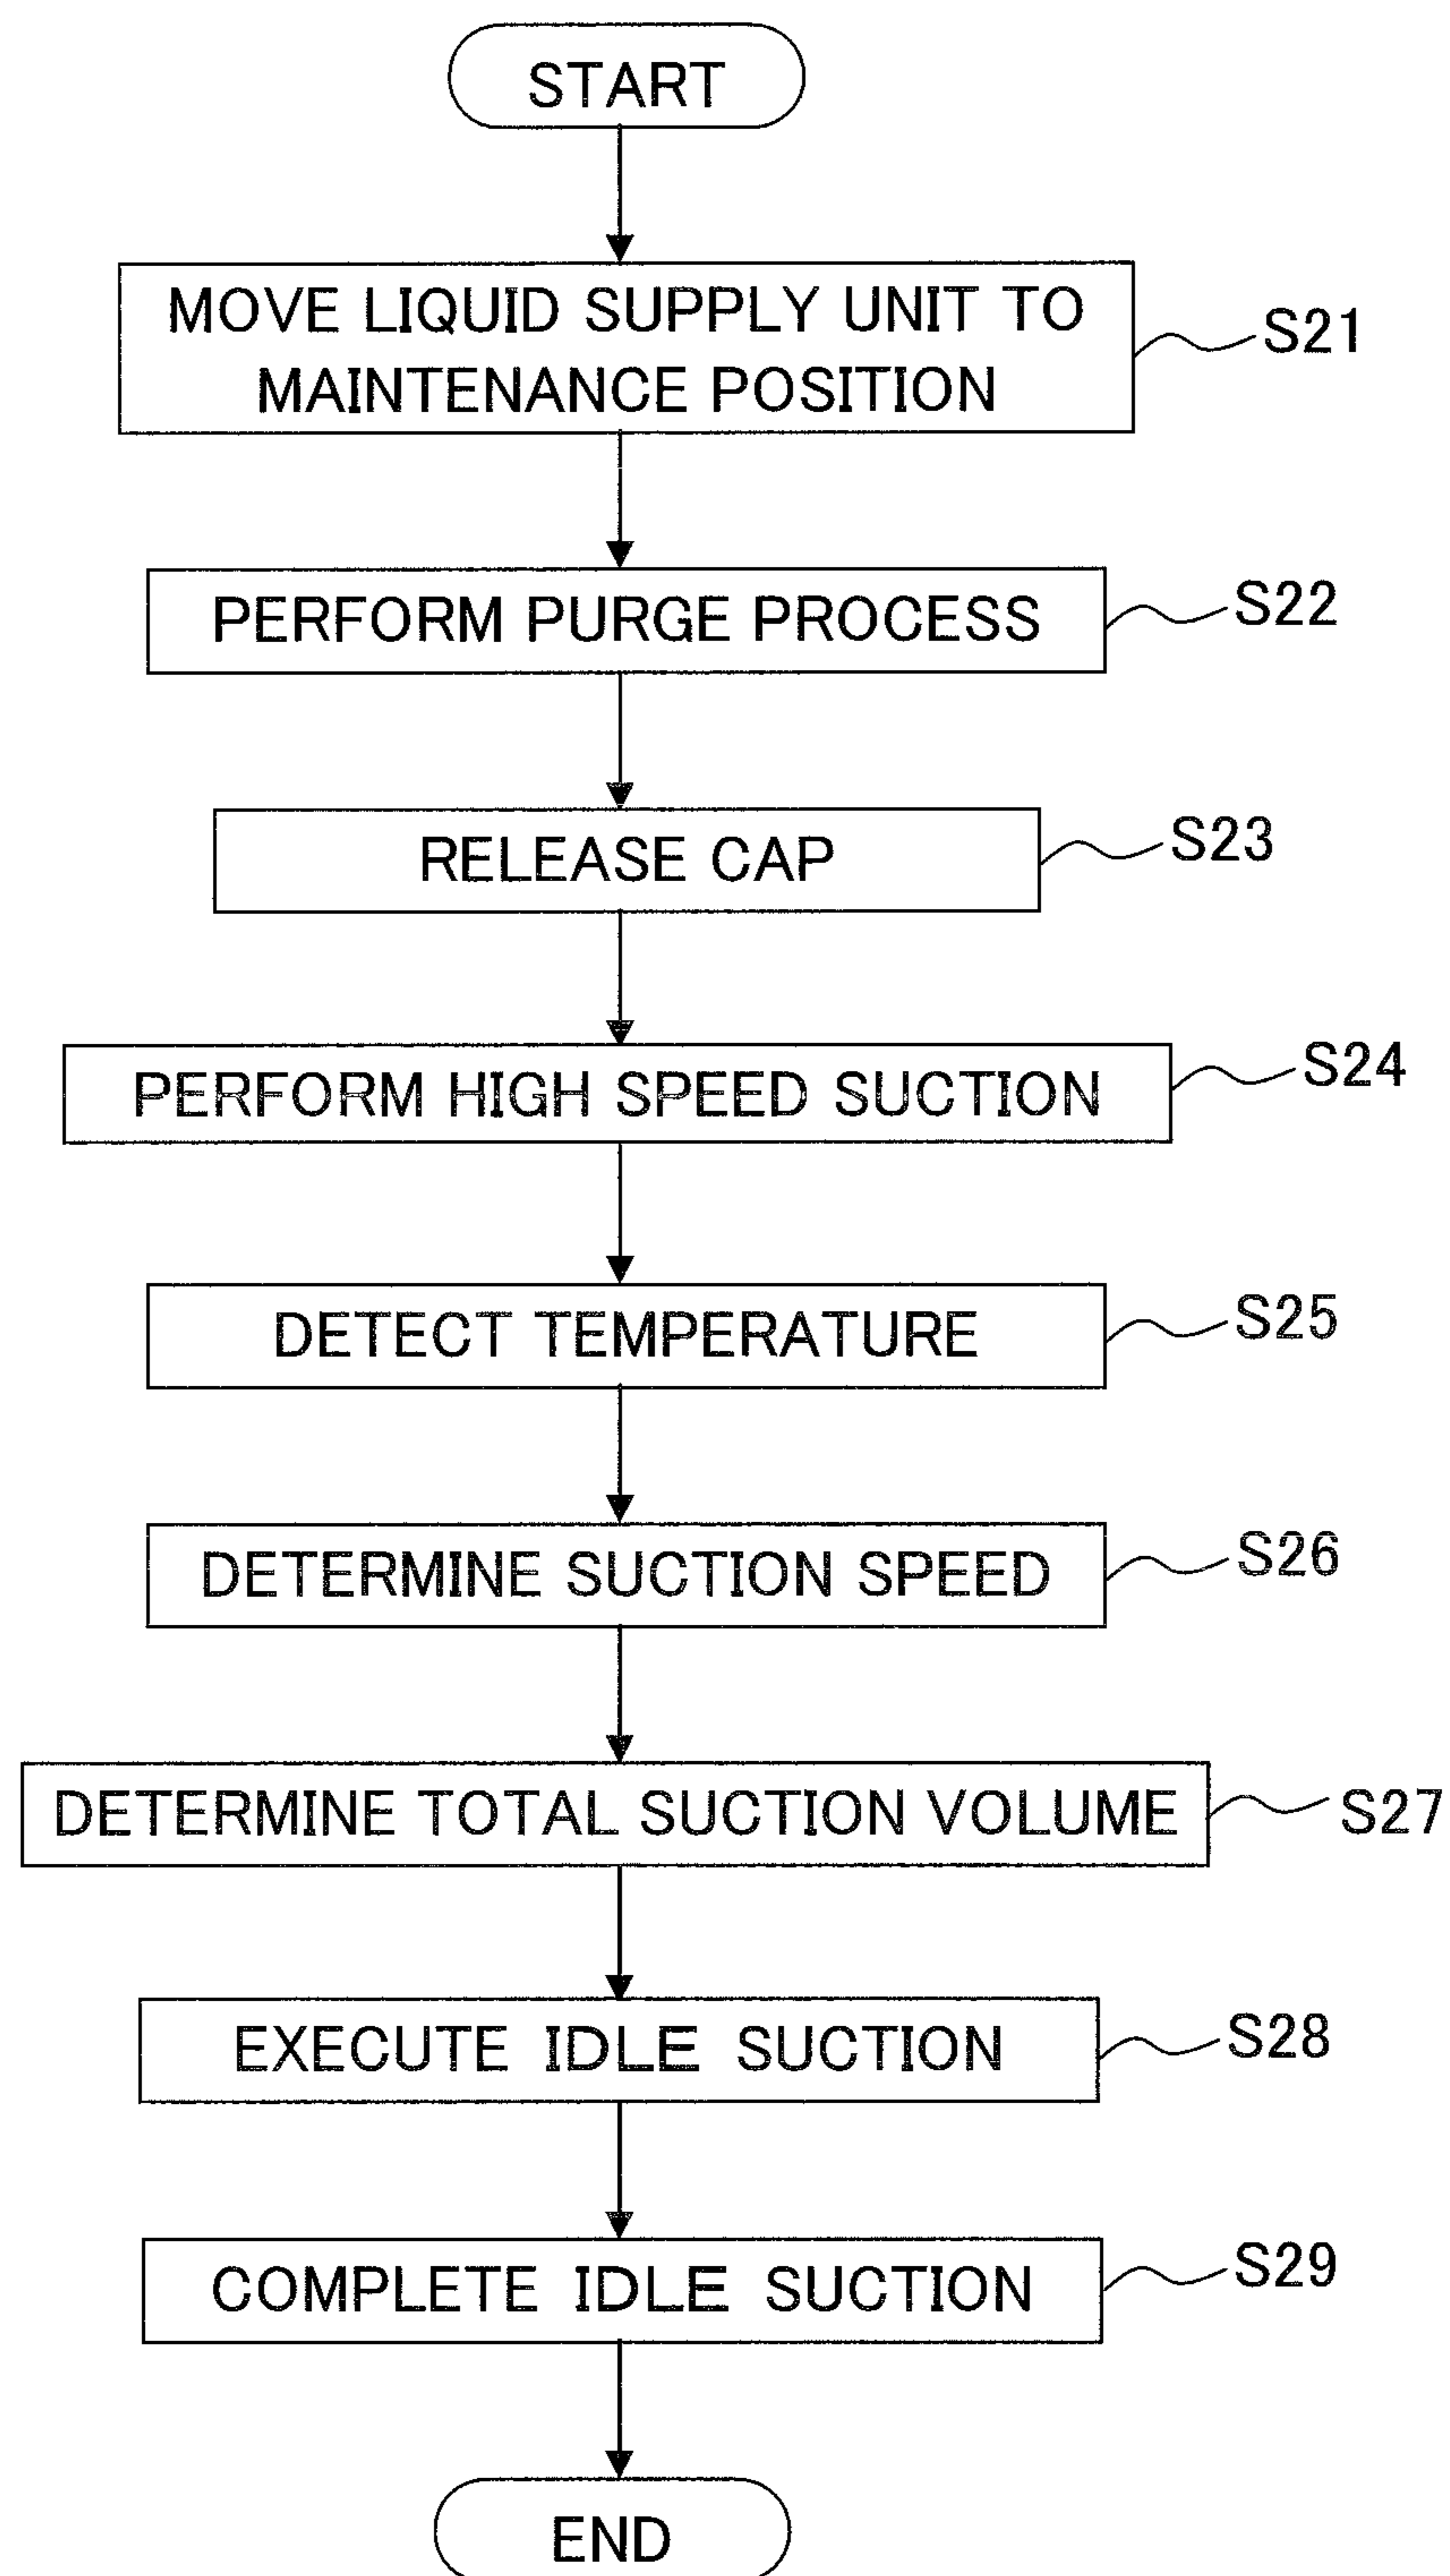 START
MOVE LIQUID SUPPLY UNIT TO
MAINTENANCE POSITION
S21
PERFORM PURGE PROCESS
S22
RELEASE CAP
S23
PERFORM HIGH SPEED SUCTION
S24
DETECT TEMPERATURE
S25
DETERMINE SUCTION SPEED
S26
DETERMINE TOTAL SUCTION VOLUME
S27
EXECUTE IDLE SUCTION
S28
COMPLETE IDLE SUCTION
S29
END